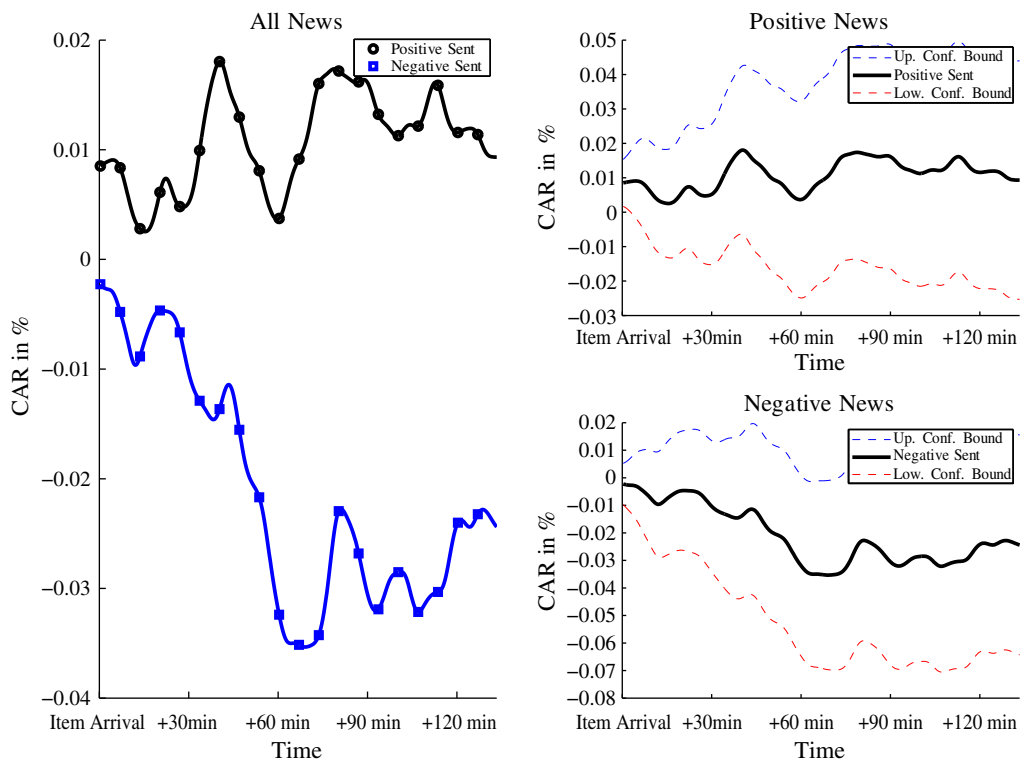 All News
0.02
0.01
0
−0.01
−0.02
−0.03
−0.04
CAR in %
Positive Sent
Negative Sent
Item Arrival +30min +60 min +90 min +120 min
Time
Positive News
0.05
0.04
0.03
0.02
0.01
0
−0.01
−0.02
−0.03
CAR in %
Up. Conf. Bound
Positive Sent
Low. Conf. Bound
Item Arrival +30min +60 min +90 min +120 min
Time
Negative News
0.02
0.01
0
−0.01
−0.02
−0.03
−0.04
−0.05
−0.06
−0.07
−0.08
CAR in %
Up. Conf. Bound
Negative Sent
Low. Conf. Bound
Item Arrival +30min +60 min +90 min +120 min
Time